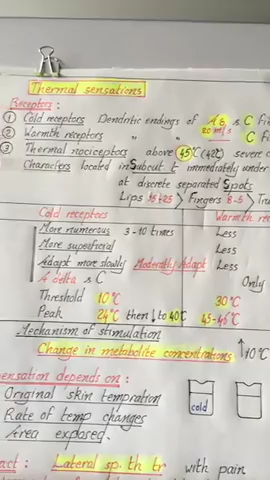 Thermal sensations
Receptors :
① Cold receptors Dendritic endings of A δ & C Fi
20 m/s
② Warmth receptors " " C f
③ Thermal nociceptors above 45°C (42°C) severe c
Characters located in Subcut & immediately under
at discrete separated Spots
Lips 15-25 > Fingers 3-5 > Tru
Cold receptors Warmth re
More numerous 3-10 times Less
More superficial Less
Adapt more slowly Moderatly Adapt Less
A delta & C Only
Threshold 10°C 30°C
Peak 24°C then ↓ to 40°C 45-46°C
Mechanism of stimulation
Change in metabolite concentrations ↑10°C
ensation depends on :
Original skin tempration
cold
Rate of temp changes
Area exposed.
act : Lateral sp. th tr with pain